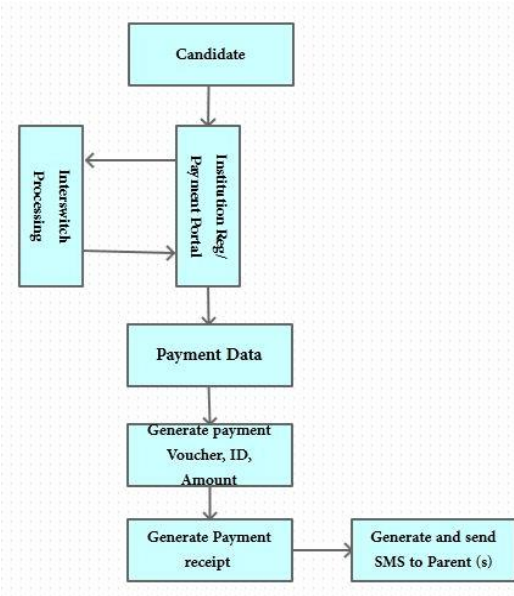 Candidate
Interswitch
Processing
Institution Reg/
Payment Portal
Payment Data
Generate payment
Voucher, ID,
Amount
Generate Payment
receipt
Generate and send
SMS to Parent (s)